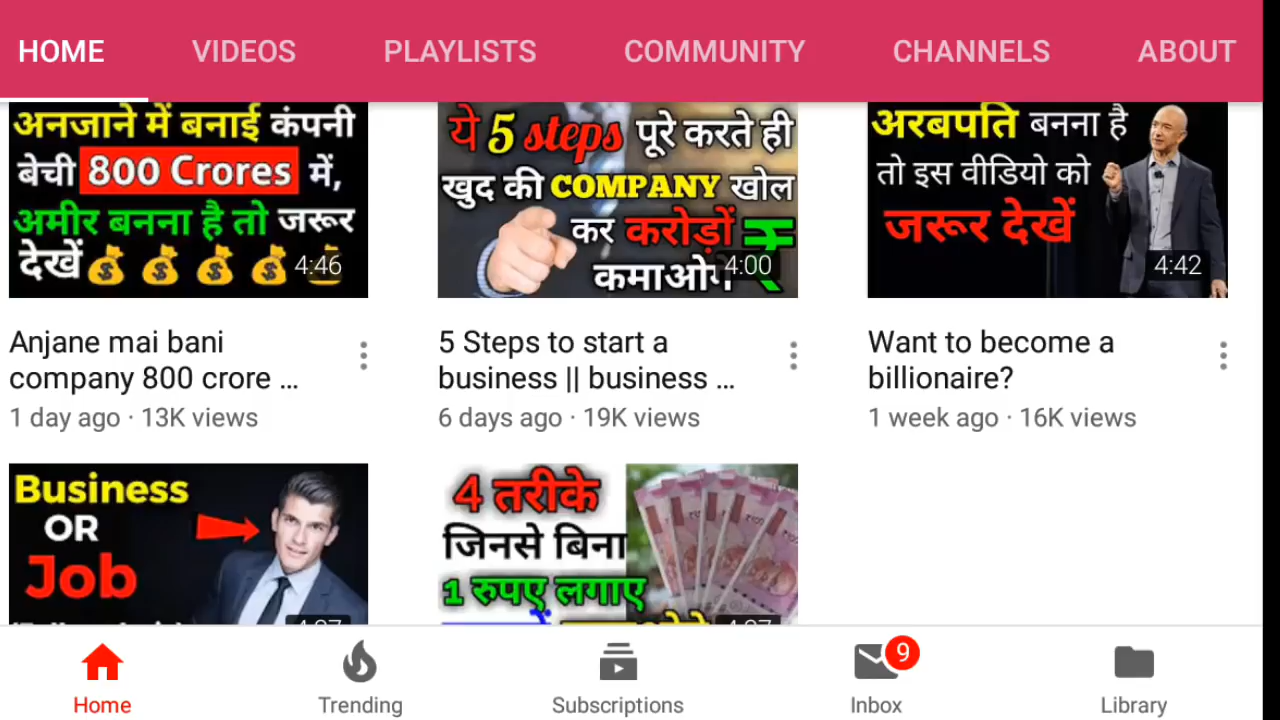 HOME VIDEOS PLAYLISTS COMMUNITY CHANNELS ABOUT
अनजाने में बनाई कंपनी
बेची 800 Crores में,
अमीर बनना है तो जरूर
देखें
4:46
ये 5 steps पूरे करते ही
खुद की COMPANY खोल
कर करोड़ों ₹
4:00
अरबपति बनना है
तो इस वीडियो को
जरूर देखें
4:42
Anjane mai bani
company 800 crore ...
1 day ago · 13K views
5 Steps to start a
business || business ...
6 days ago · 19K views
Want to become a
billionaire?
1 week ago · 16K views
Business
OR
Job
4 तरीके
जिनसे बिना
1 रुपए लगाए
9
Home Trending Subscriptions Inbox Library